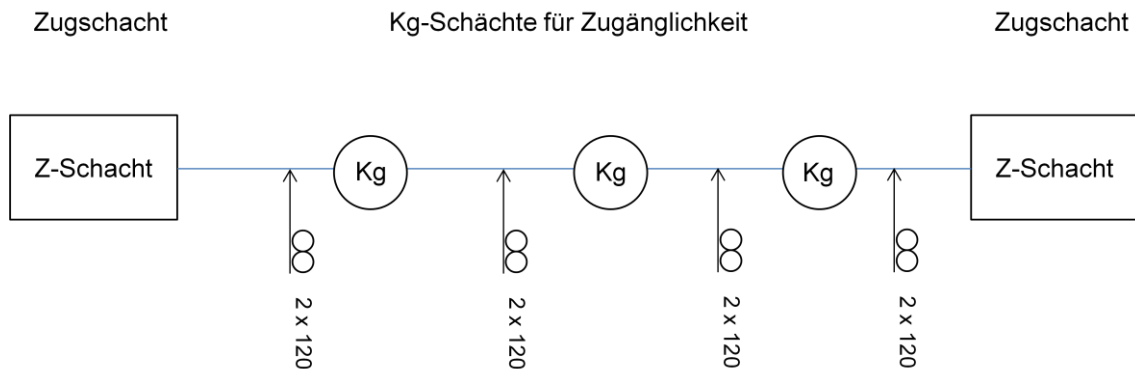 Zugschacht
Kg-Schächte für Zugänglichkeit
Zugschacht
Z-Schacht
Kg
Kg
Kg
Z-Schacht
2 x 120
2 x 120
2 x 120
2 x 120